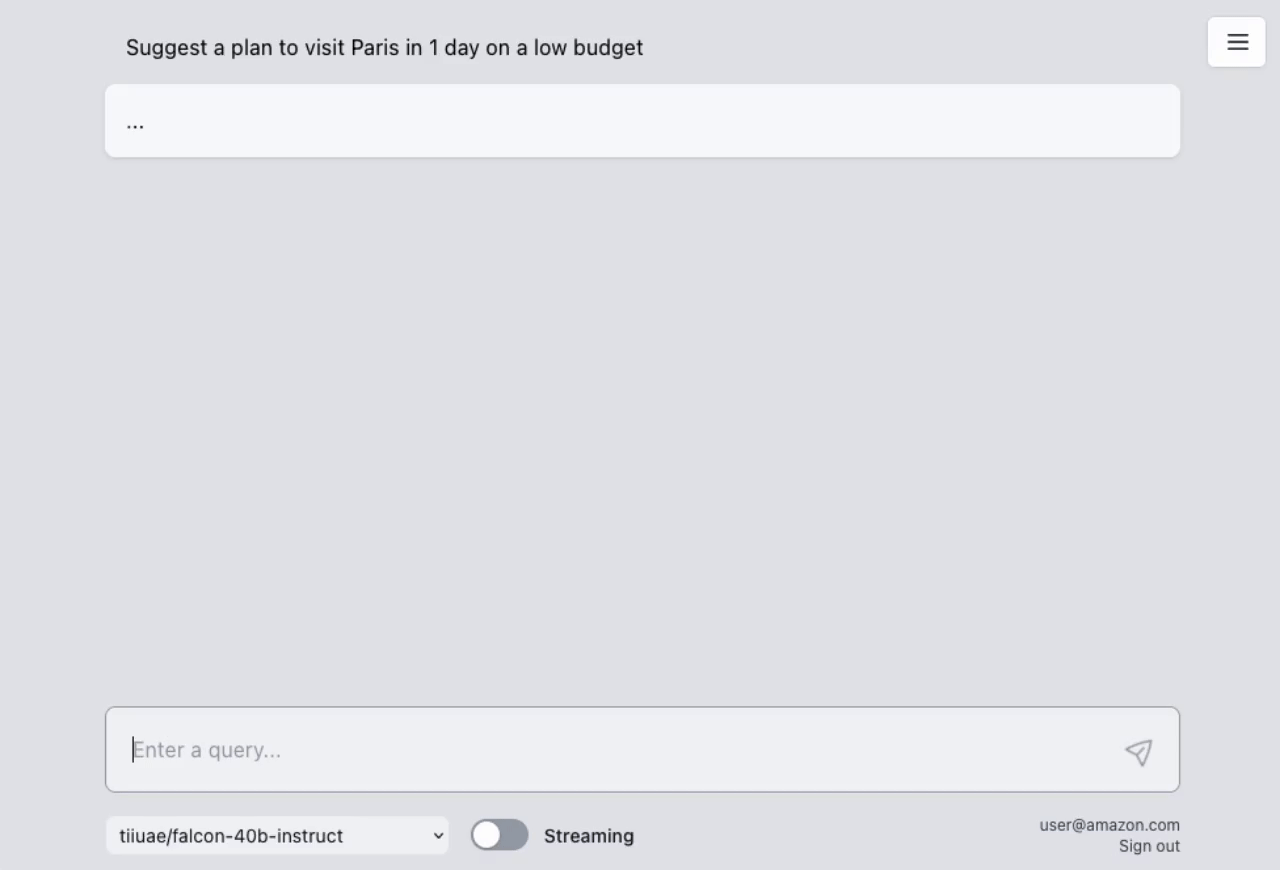 Suggest a plan to visit Paris in 1 day on a low budget
...
Enter a query...
tiiuae/falcon-40b-instruct
Streaming
user@amazon.com
Sign out